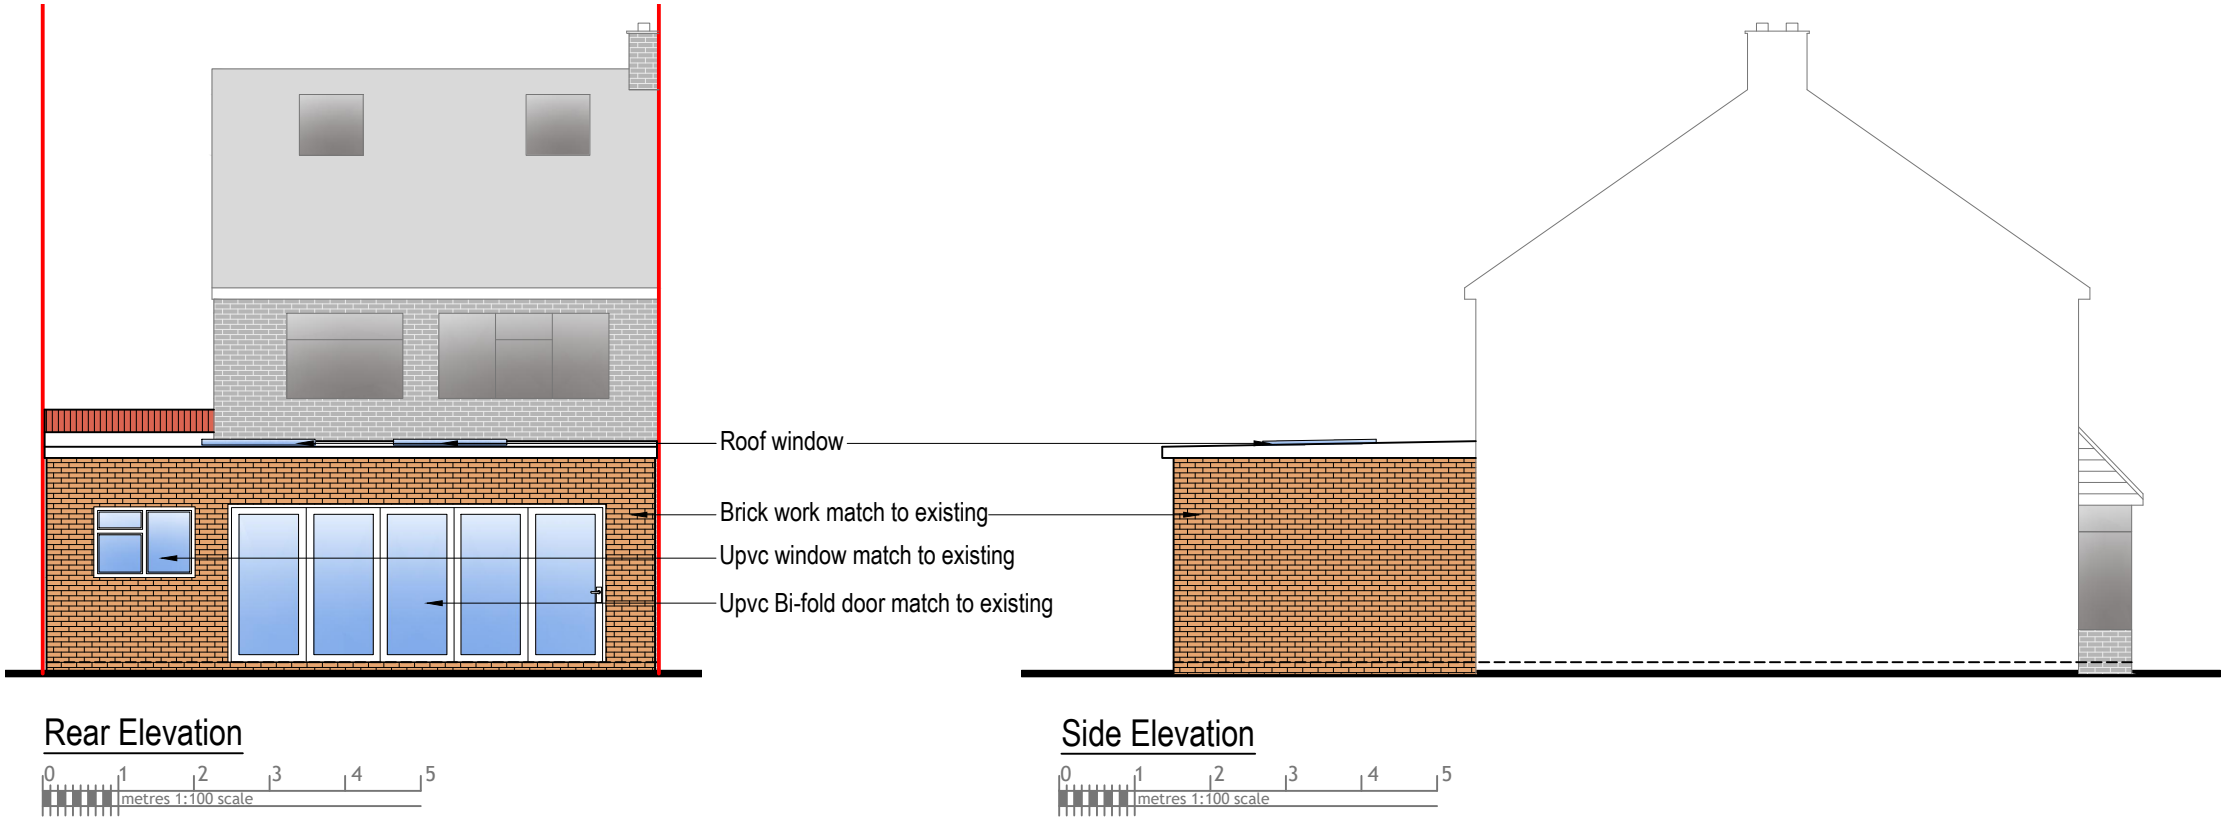 Roof window
Brick work match to existing
Upvc window match to existing
Upvc Bi-fold door match to existing
Rear Elevation
0 1 2 3 4 5
metres 1:100 scale
Side Elevation
0 1 2 3 4 5
metres 1:100 scale